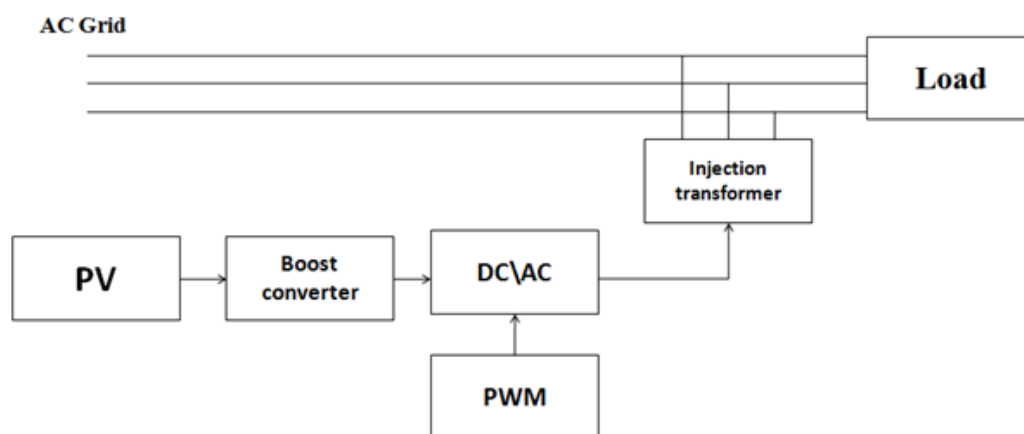 AC Grid
Load
Injection
transformer
PV
Boost
converter
DC\AC
PWM